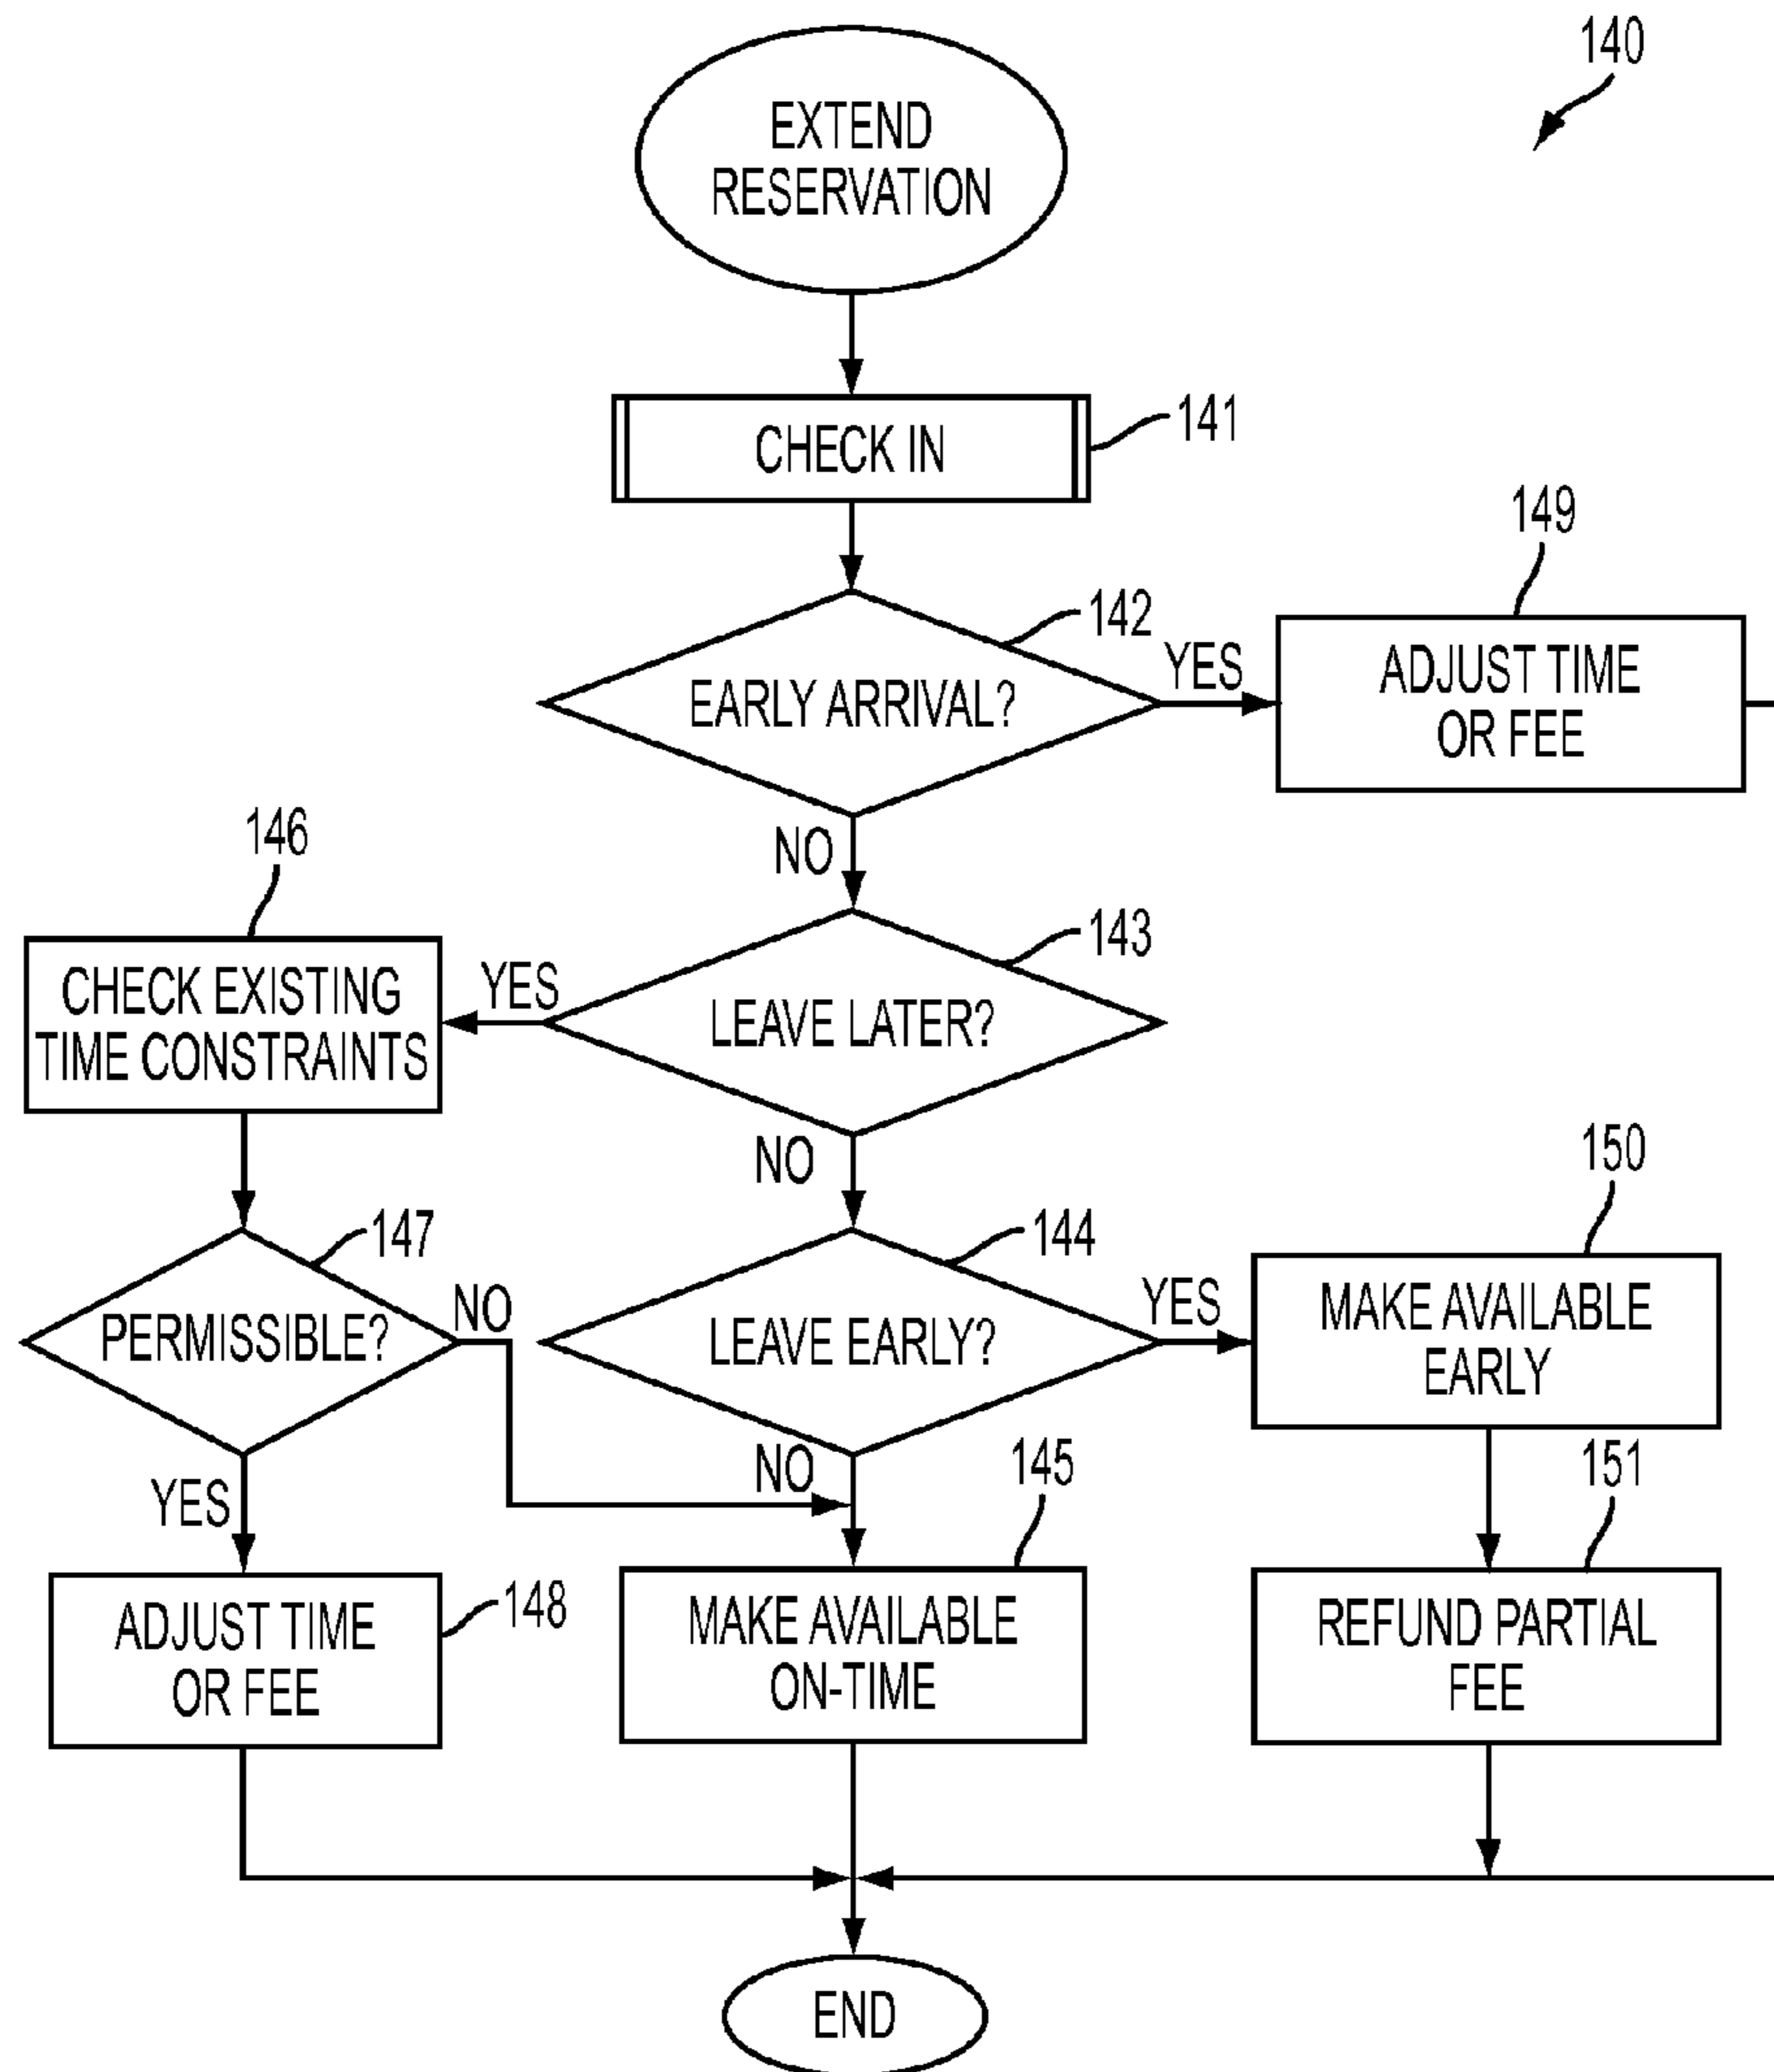 140
EXTEND
RESERVATION
CHECK IN
141
149
142
YES
EARLY ARRIVAL?
ADJUST TIME
OR FEE
NO
146
143
CHECK EXISTING
TIME CONSTRAINTS
YES
LEAVE LATER?
NO
150
147
144
PERMISSIBLE?
NO
LEAVE EARLY?
YES
MAKE AVAILABLE
EARLY
YES
NO
145
151
ADJUST TIME
OR FEE
148
MAKE AVAILABLE
ON-TIME
REFUND PARTIAL
FEE
END